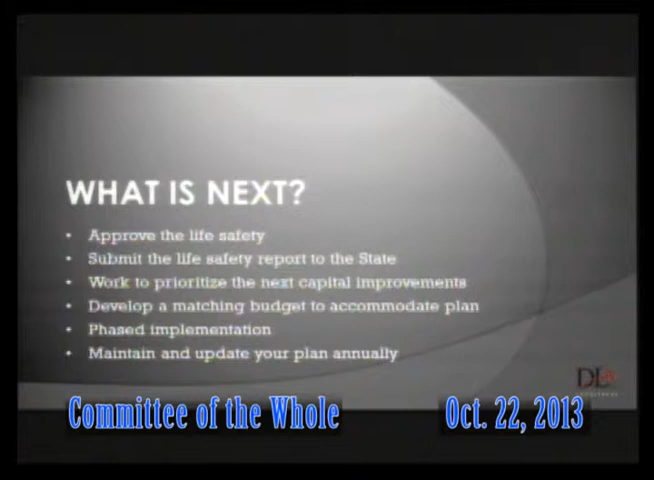 WHAT IS NEXT?
• Approve the life safety
• Submit the life safety report to the State
• Work to prioritize the next capital improvements
• Develop a matching budget to accommodate plan
• Phased implementation
• Maintain and update your plan annually
Committee of the Whole Oct. 22, 2013